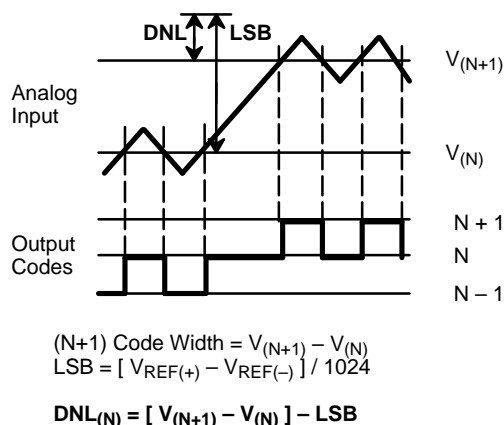 DNL LSB
V(N+1)
Analog
Input
V(N)
N + 1
Output
Codes
N
N – 1
(N+1) Code Width = V(N+1) – V(N)
LSB = [ VREF(+) – VREF(–) ] / 1024
DNL(N) = [ V(N+1) – V(N) ] – LSB